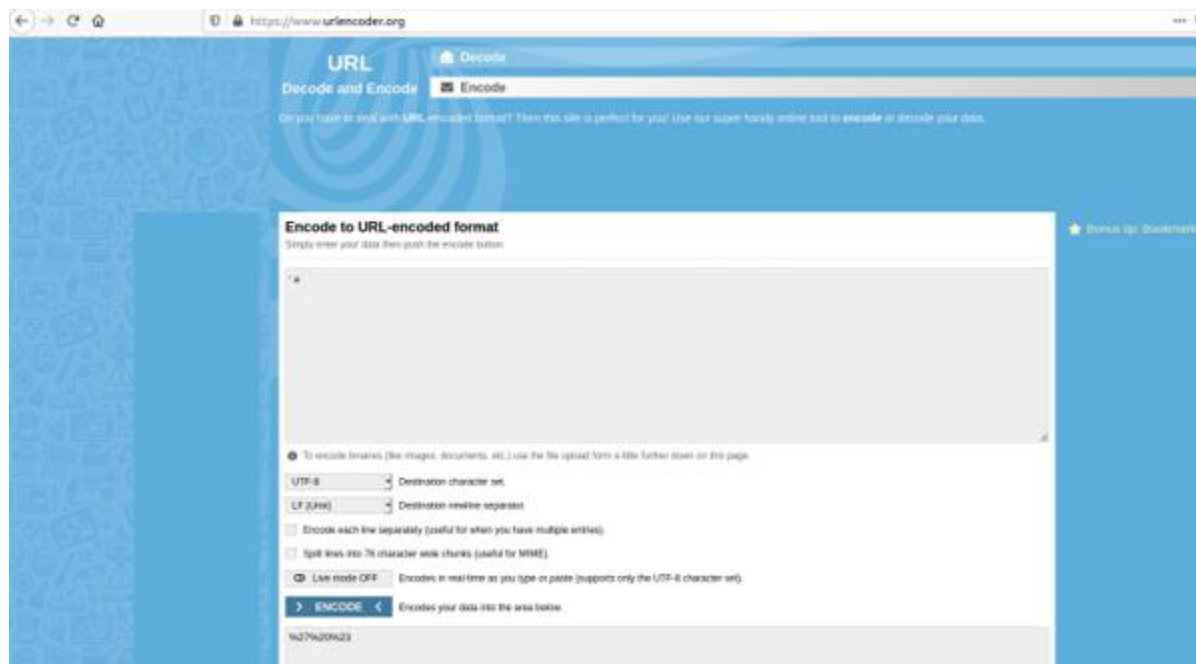 https://www.urlencoder.org
URL
Decode and Encode
Decode
Encode
Do you have to deal with URL-encoded format? Then this site is perfect for you! Use our super handy online tool to encode or decode your data.
Encode to URL-encoded format
Simply enter your data then push the encode button.
Bonus tip: Bookmark
' #
To encode binaries (like images, documents, etc.) use the file upload form a little further down on this page.
UTF-8 Destination character set.
LF (Unix) Destination newline separator.
Encode each line separately (useful for when you have multiple entries).
Split lines into 76 character wide chunks (useful for MIME).
Live mode OFF Encodes in real-time as you type or paste (supports only the UTF-8 character set).
> ENCODE < Encodes your data into the area below.
%27%20%23